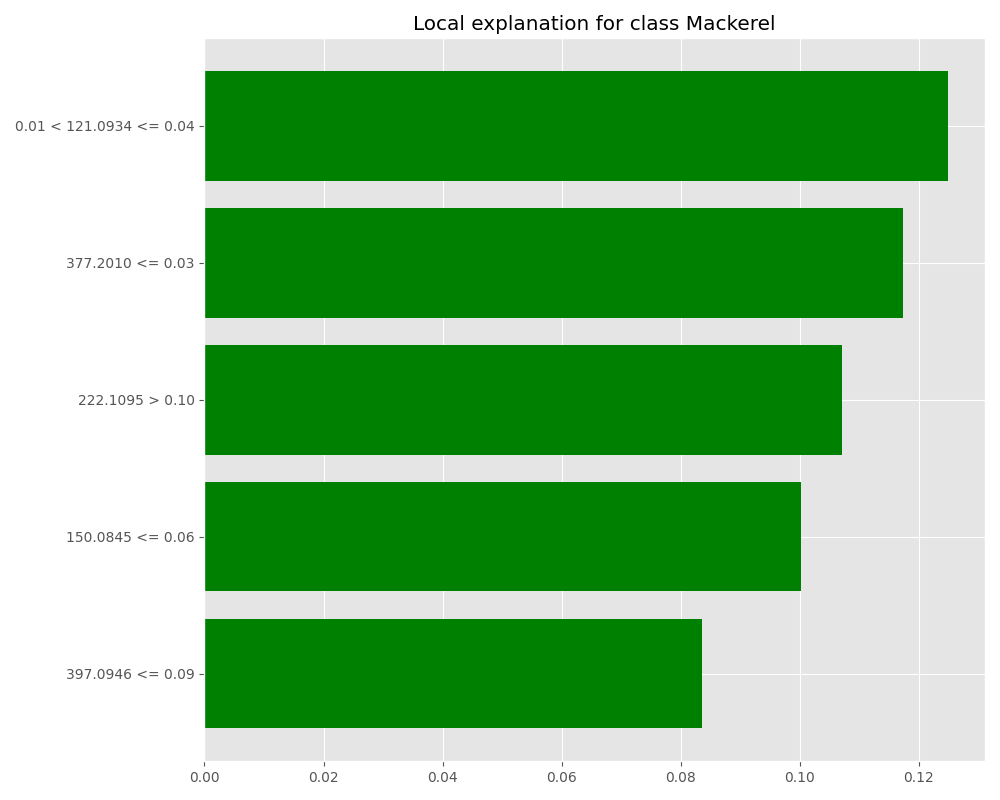 Local explanation for class Mackerel
0.01 < 121.0934 <= 0.04
377.2010 <= 0.03
222.1095 > 0.10
150.0845 <= 0.06
397.0946 <= 0.09
0.00 0.02 0.04 0.06 0.08 0.10 0.12